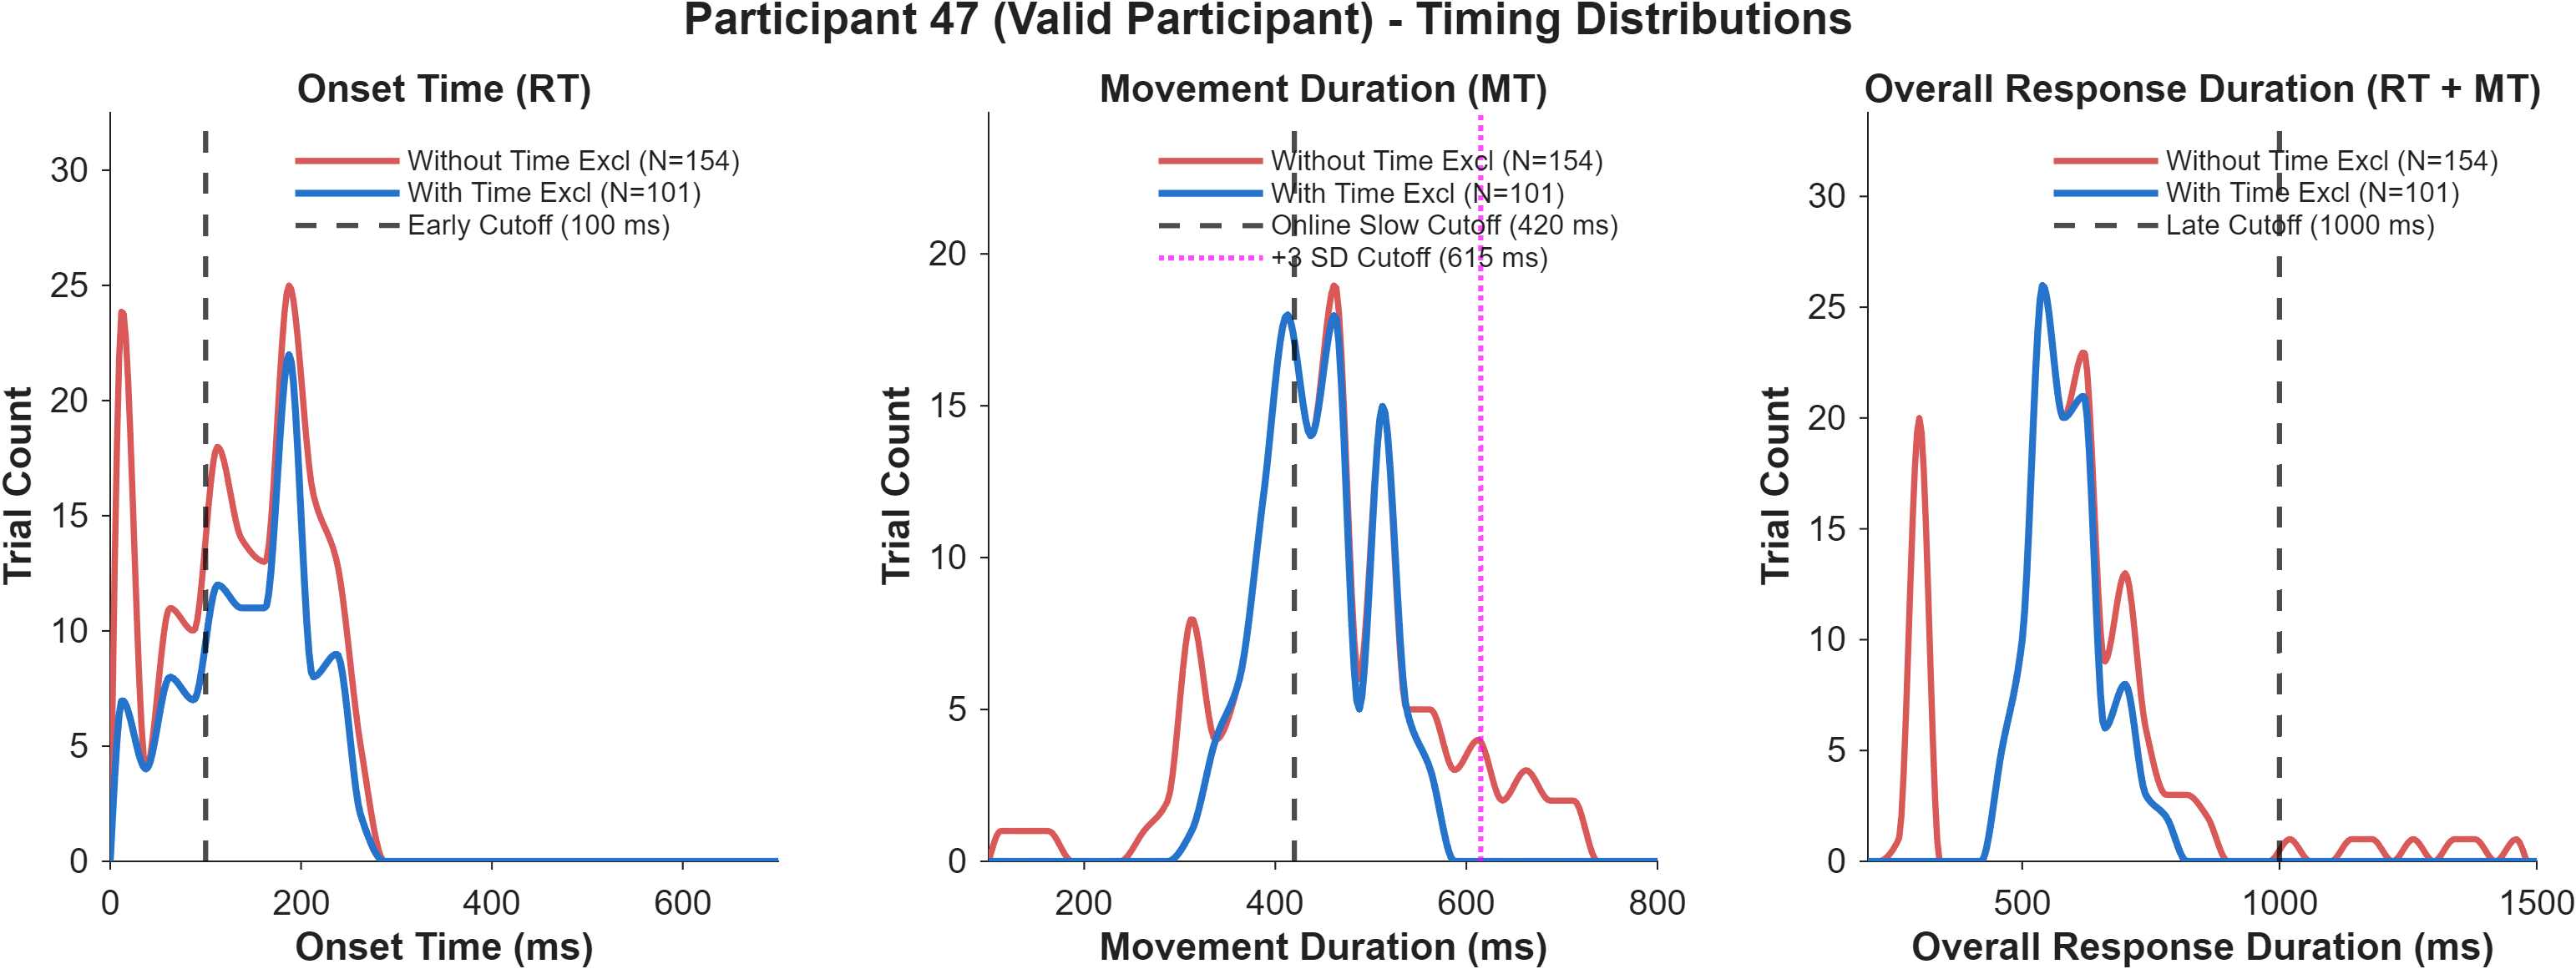 Participant 47 (Valid Participant) - Timing Distributions
Onset Time (RT)
Without Time Excl (N=154)
With Time Excl (N=101)
Early Cutoff (100 ms)
Trial Count
30
25
20
15
10
5
0
0 200 400 600
Onset Time (ms)
Movement Duration (MT)
Without Time Excl (N=154)
With Time Excl (N=101)
Online Slow Cutoff (420 ms)
+3 SD Cutoff (615 ms)
Trial Count
20
15
10
5
0
200 400 600 800
Movement Duration (ms)
Overall Response Duration (RT + MT)
Without Time Excl (N=154)
With Time Excl (N=101)
Late Cutoff (1000 ms)
Trial Count
30
25
20
15
10
5
0
500 1000 1500
Overall Response Duration (ms)